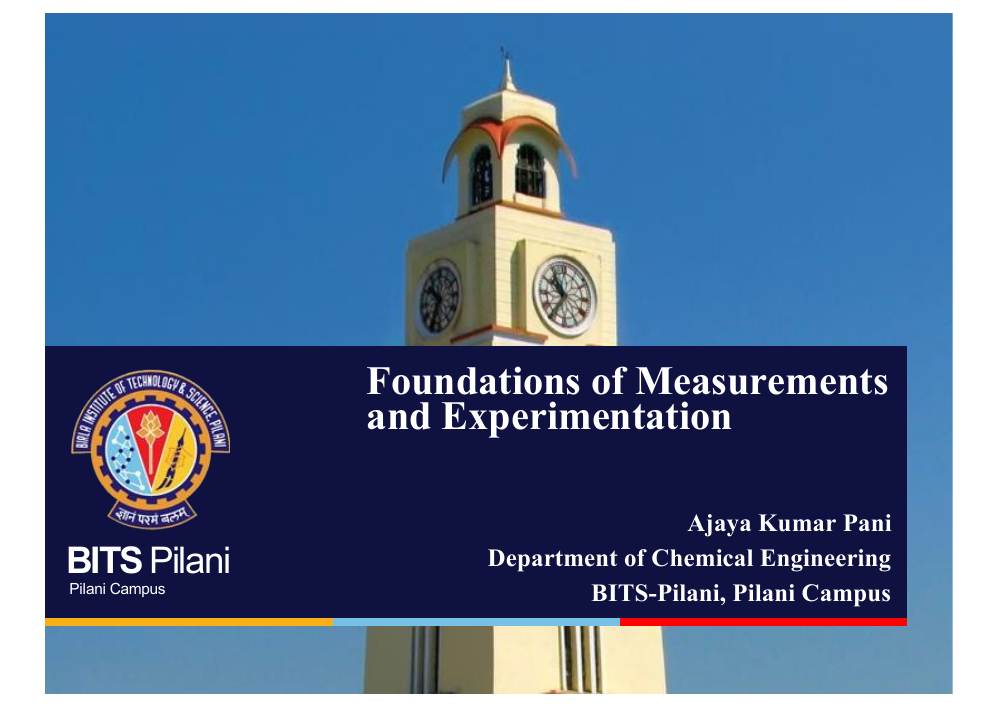 Foundations of Measurements
and Experimentation
BIRLA INSTITUTE OF TECHNOLOGY & SCIENCE, PILANI
ज्ञानं परमं बलम्
BITS Pilani
Pilani Campus
Ajaya Kumar Pani
Department of Chemical Engineering
BITS-Pilani, Pilani Campus